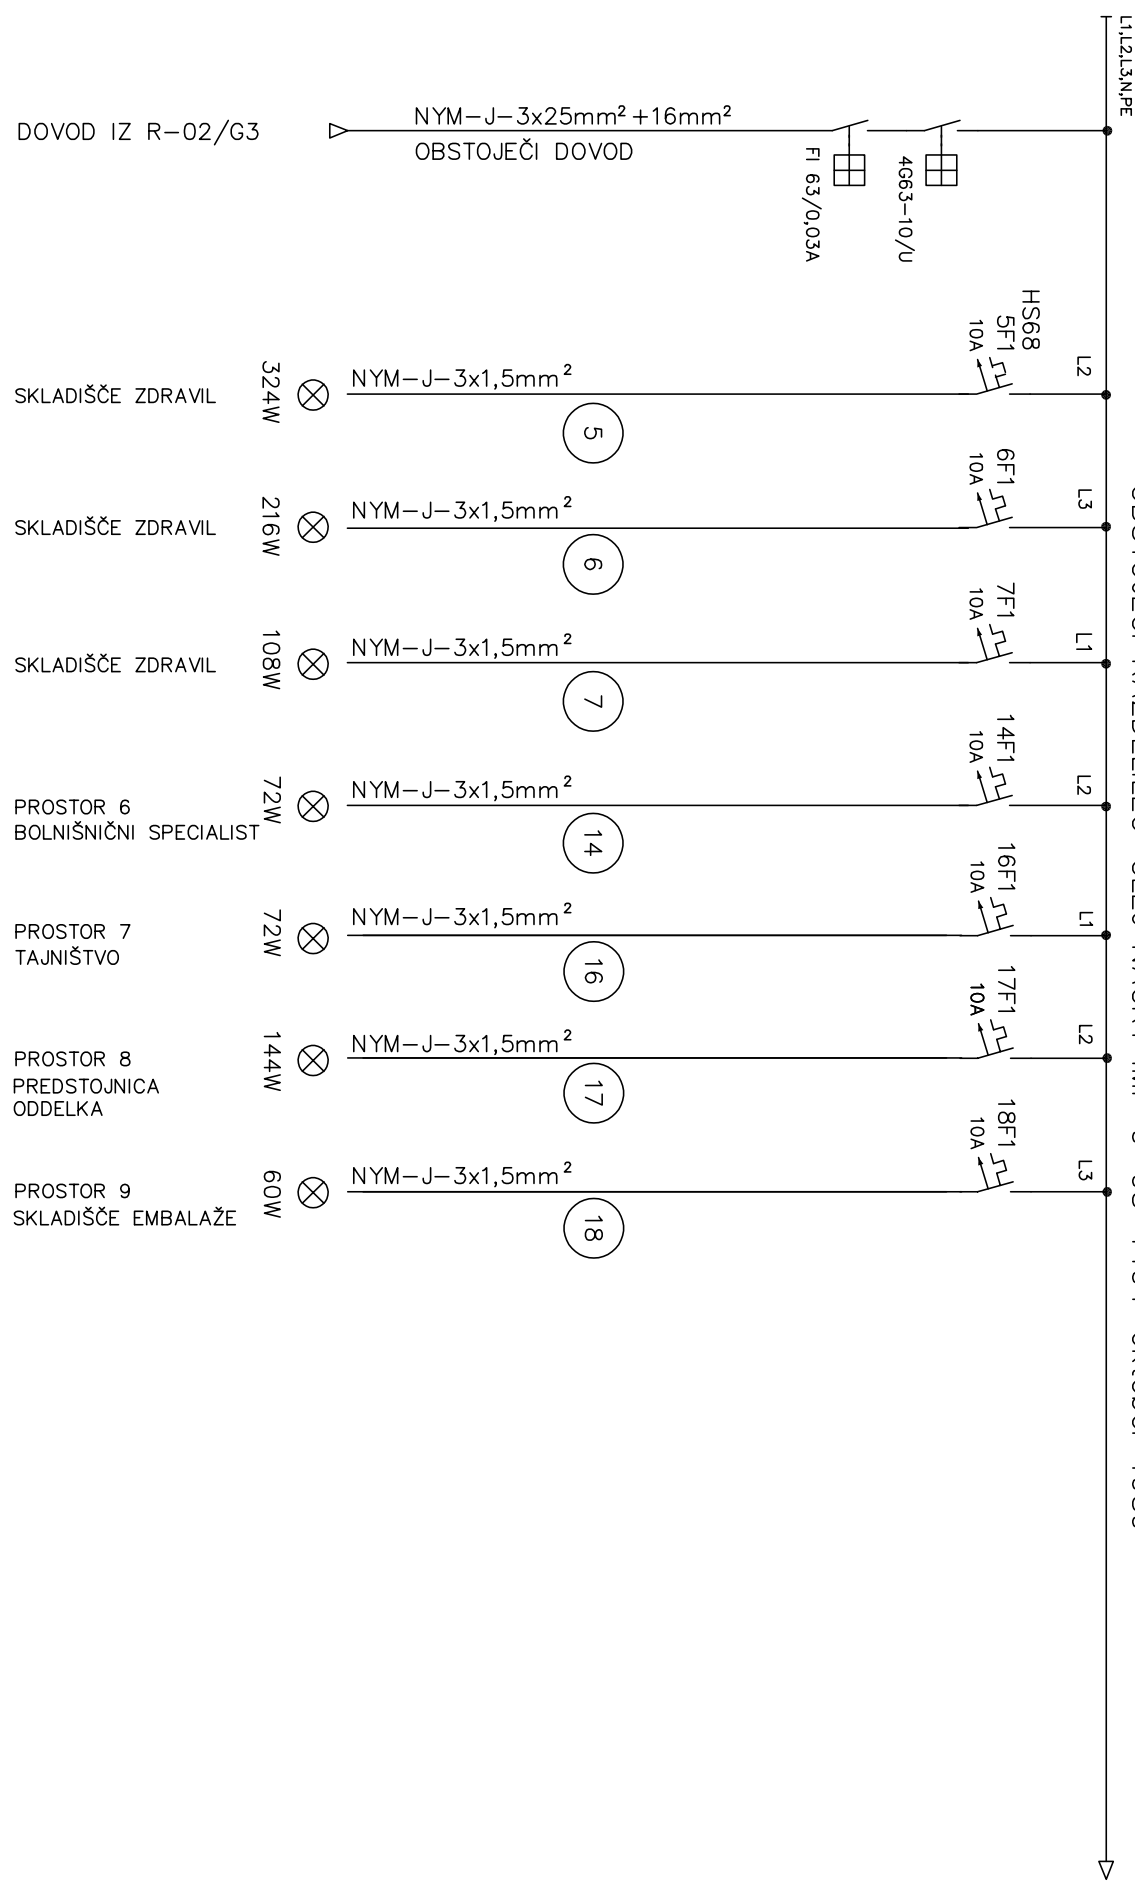 L1,L2,L3,N,PE
DOVOD IZ R-02/G3
NYM-J-3x25mm²+16mm²
OBSTOJEČI DOVOD
FI 63/0,03A
4G63-10/U
HS68
5F1
10A
L2
NYM-J-3x1,5mm²
5
324W
SKLADIŠČE ZDRAVIL
6F1
10A
L3
NYM-J-3x1,5mm²
6
216W
SKLADIŠČE ZDRAVIL
7F1
10A
L1
NYM-J-3x1,5mm²
7
108W
SKLADIŠČE ZDRAVIL
14F1
10A
L2
NYM-J-3x1,5mm²
14
72W
PROSTOR 6
BOLNIŠNIČNI SPECIALIST
16F1
10A
L1
NYM-J-3x1,5mm²
16
72W
PROSTOR 7
TAJNIŠTVO
17F1
10A
L2
NYM-J-3x1,5mm²
17
144W
PROSTOR 8
PREDSTOJNICA
ODDELKA
18F1
10A
L3
NYM-J-3x1,5mm²
18
60W
PROSTOR 9
SKLADIŠČE EMBALAŽE